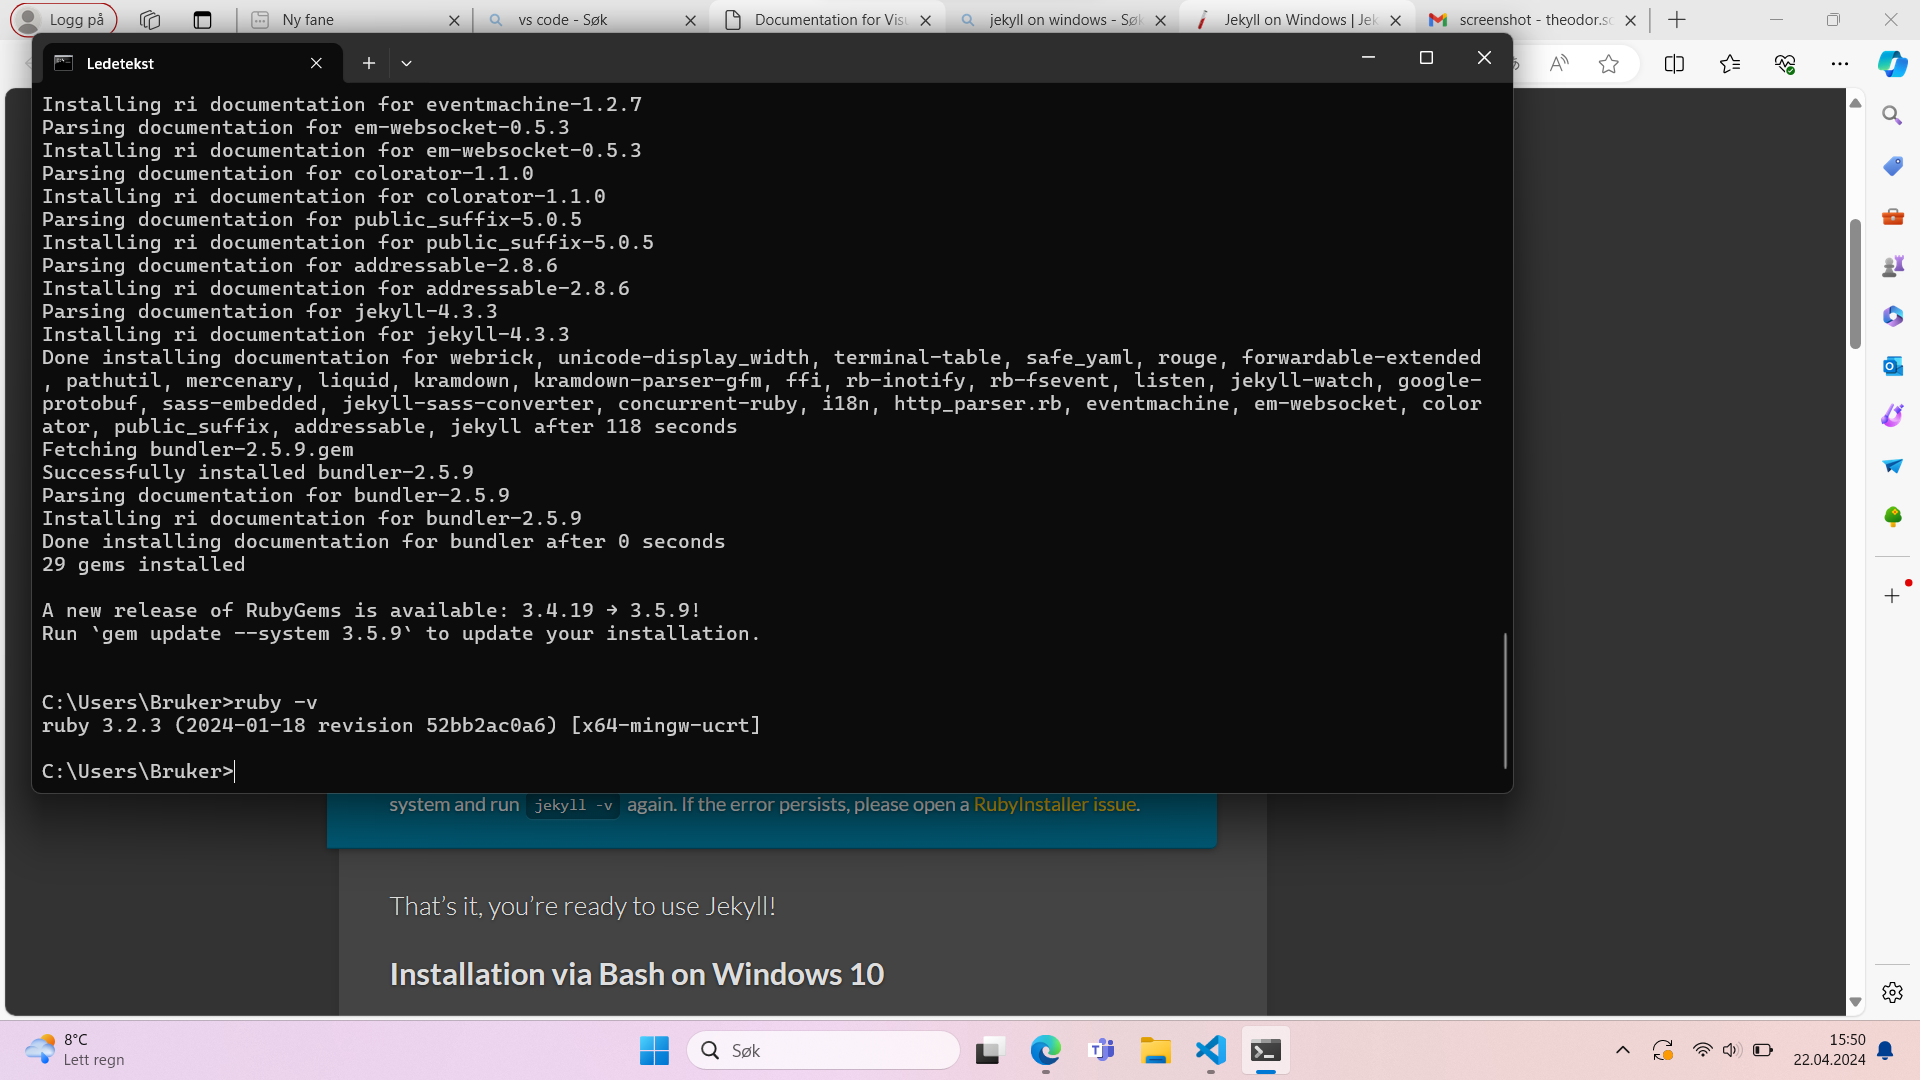 Logg på
Ny fane
vs code - Søk
Documentation for Visu
jekyll on windows - Søk
Jekyll on Windows | Jek
screenshot - theodor.sc
Ledetekst
Installing ri documentation for eventmachine-1.2.7
Parsing documentation for em-websocket-0.5.3
Installing ri documentation for em-websocket-0.5.3
Parsing documentation for colorator-1.1.0
Installing ri documentation for colorator-1.1.0
Parsing documentation for public_suffix-5.0.5
Installing ri documentation for public_suffix-5.0.5
Parsing documentation for addressable-2.8.6
Installing ri documentation for addressable-2.8.6
Parsing documentation for jekyll-4.3.3
Installing ri documentation for jekyll-4.3.3
Done installing documentation for webrick, unicode-display_width, terminal-table, safe_yaml, rouge, forwardable-extended
, pathutil, mercenary, liquid, kramdown, kramdown-parser-gfm, ffi, rb-inotify, rb-fsevent, listen, jekyll-watch, google-
protobuf, sass-embedded, jekyll-sass-converter, concurrent-ruby, i18n, http_parser.rb, eventmachine, em-websocket, color
ator, public_suffix, addressable, jekyll after 118 seconds
Fetching bundler-2.5.9.gem
Successfully installed bundler-2.5.9
Parsing documentation for bundler-2.5.9
Installing ri documentation for bundler-2.5.9
Done installing documentation for bundler after 0 seconds
29 gems installed
A new release of RubyGems is available: 3.4.19 → 3.5.9!
Run `gem update --system 3.5.9` to update your installation.
C:\Users\Bruker>ruby -v
ruby 3.2.3 (2024-01-18 revision 52bb2ac0a6) [x64-mingw-ucrt]
C:\Users\Bruker>
system and run jekyll -v again. If the error persists, please open a RubyInstaller issue.
That's it, you're ready to use Jekyll!
Installation via Bash on Windows 10
8°C
Lett regn
Søk
15:50
22.04.2024